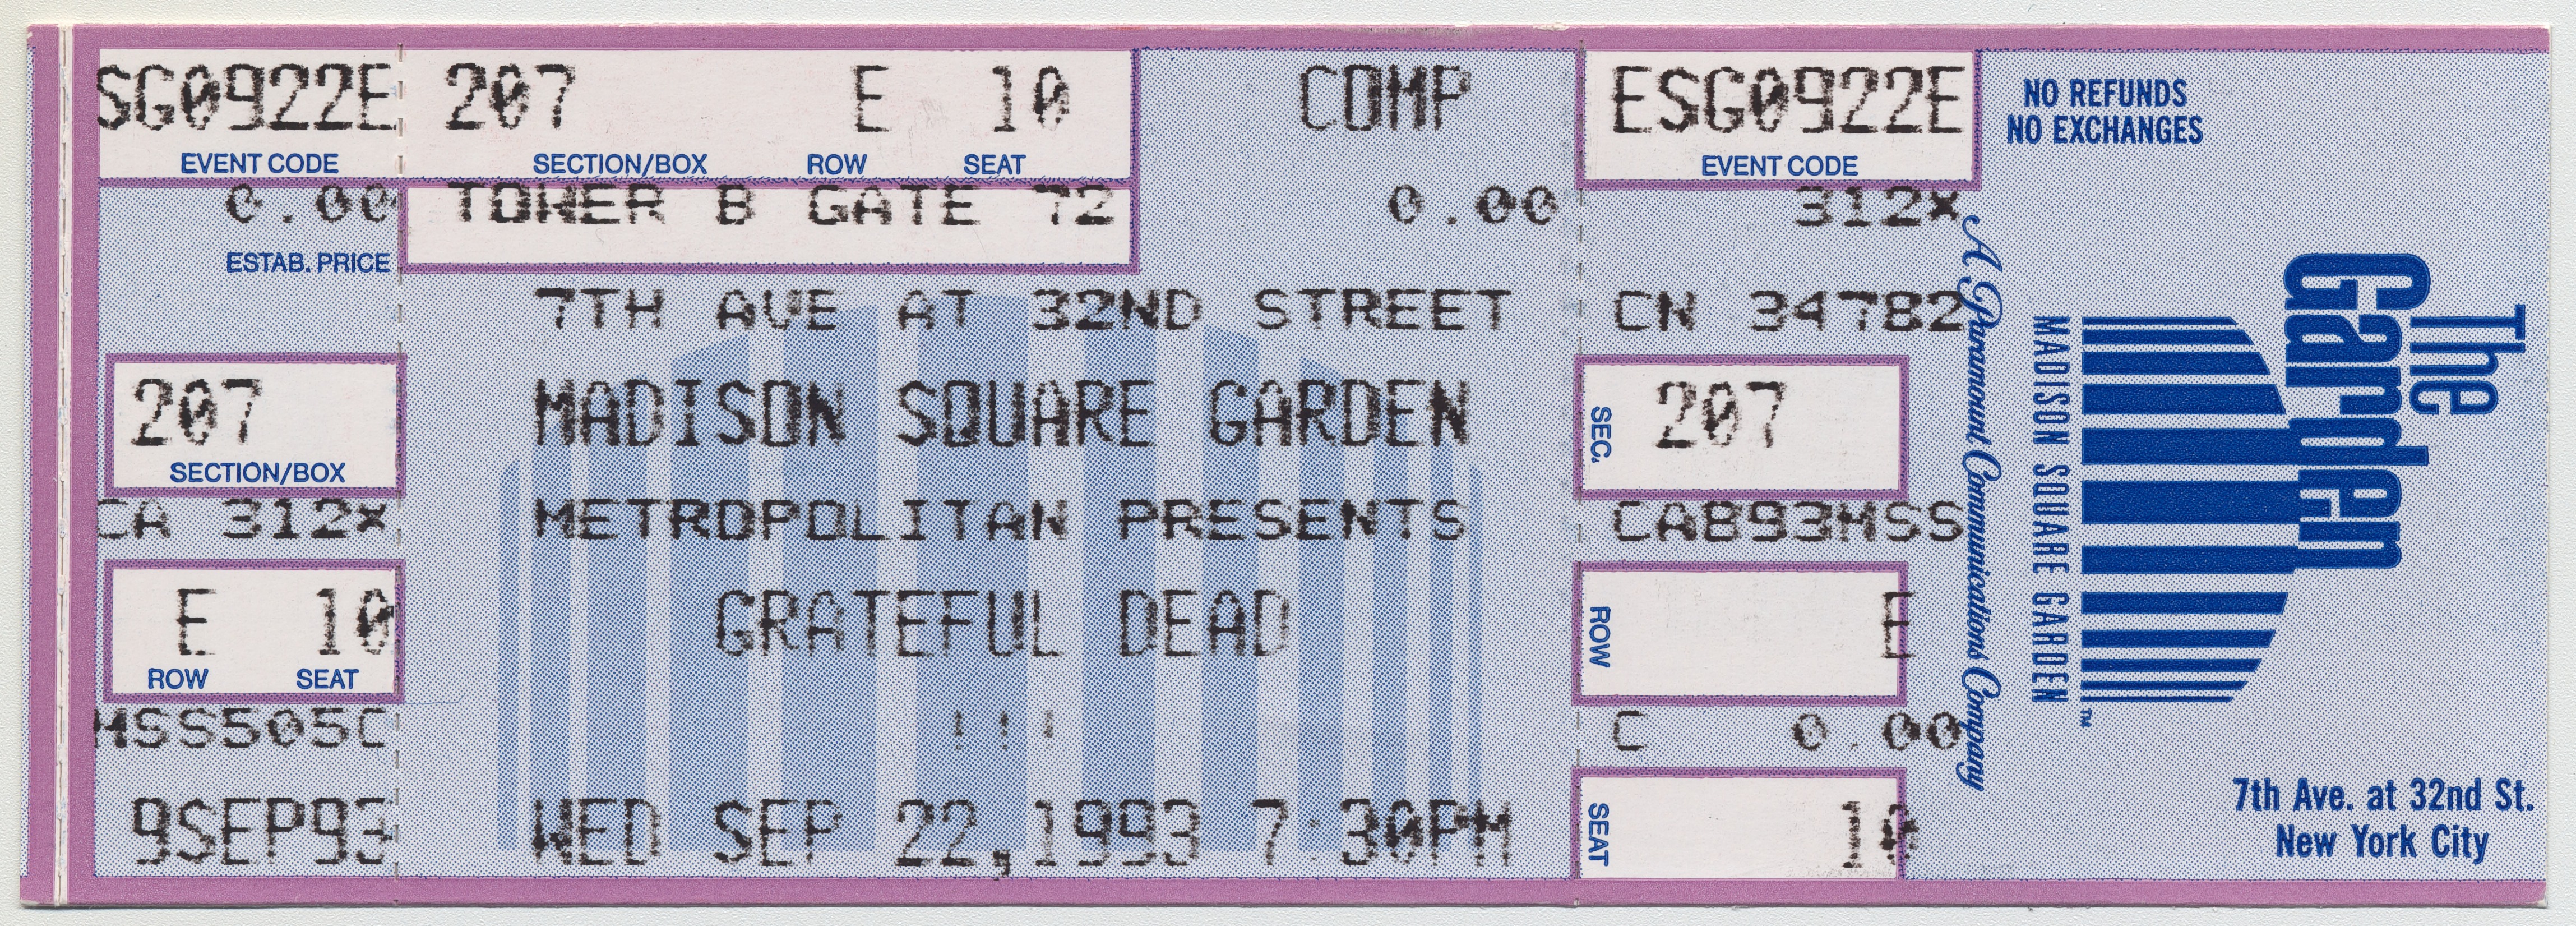 SG0922E
EVENT CODE
0.00
ESTAB. PRICE
207
SECTION/BOX
CA 312×
E 10
ROW SEAT
MSS505C
9SEP93
207 E 10
SECTION/BOX ROW SEAT
TOWER B GATE 72
COMP
0.00
7TH AVE AT 32ND STREET
MADISON SQUARE GARDEN
METROPOLITAN PRESENTS
GRATEFUL DEAD
!!!
WED SEP 22,1993 7:30PM
ESG0922E
EVENT CODE
312×
CN 34782
SEC. 207
CAB93MSS
ROW E
C 0.00
SEAT 10
NO REFUNDS
NO EXCHANGES
The
Garden
MADISON SQUARE GARDEN
TM
A Paramount Communications Company
7th Ave. at 32nd St.
New York City